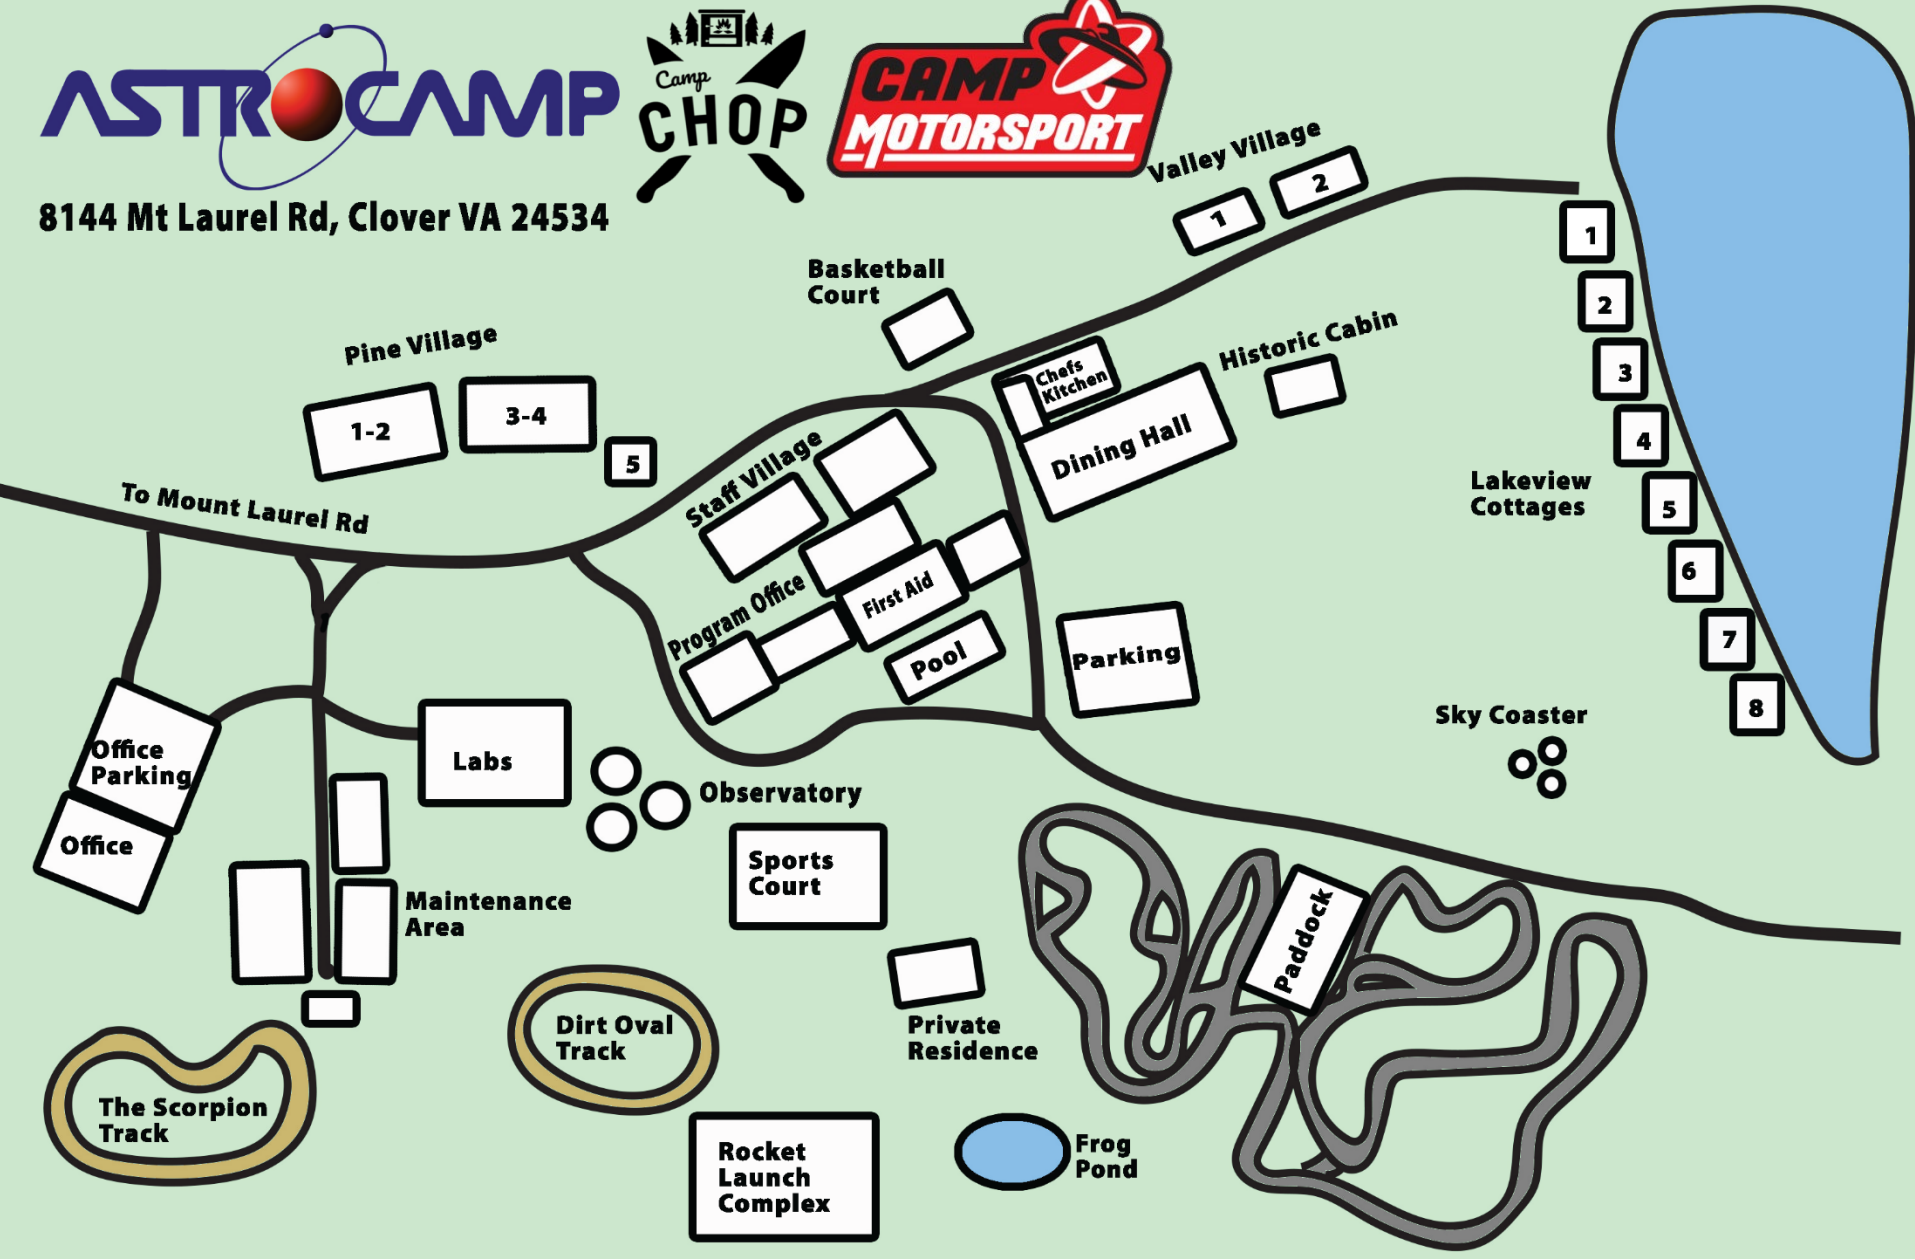 ASTROCAMP
8144 Mt Laurel Rd, Clover VA 24534
Camp
CHOP
CAMP
MOTORSPORT
Valley Village
1
2
Basketball
Court
Pine Village
1-2
3-4
5
To Mount Laurel Rd
Staff Village
Chefs
Kitchen
Dining Hall
Historic Cabin
Program Office
First Aid
Pool
Parking
1
2
3
4
5
6
7
8
Lakeview
Cottages
Sky Coaster
Office
Parking
Office
Labs
Observatory
Sports
Court
Maintenance
Area
Paddock
Private
Residence
Dirt Oval
Track
The Scorpion
Track
Rocket
Launch
Complex
Frog
Pond